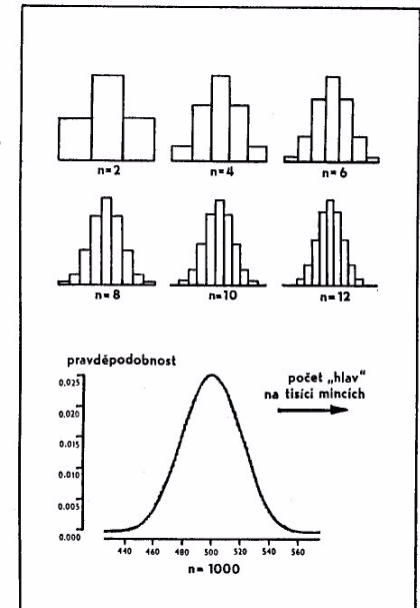 n=2 n=4 n=6
n=8 n=10 n=12
pravděpodobnost
počet „hlav“
na tisíci mincích
0,025
0,020
0,015
0,010
0,005
0.000
440 460 480 500 520 540 560
n= 1000